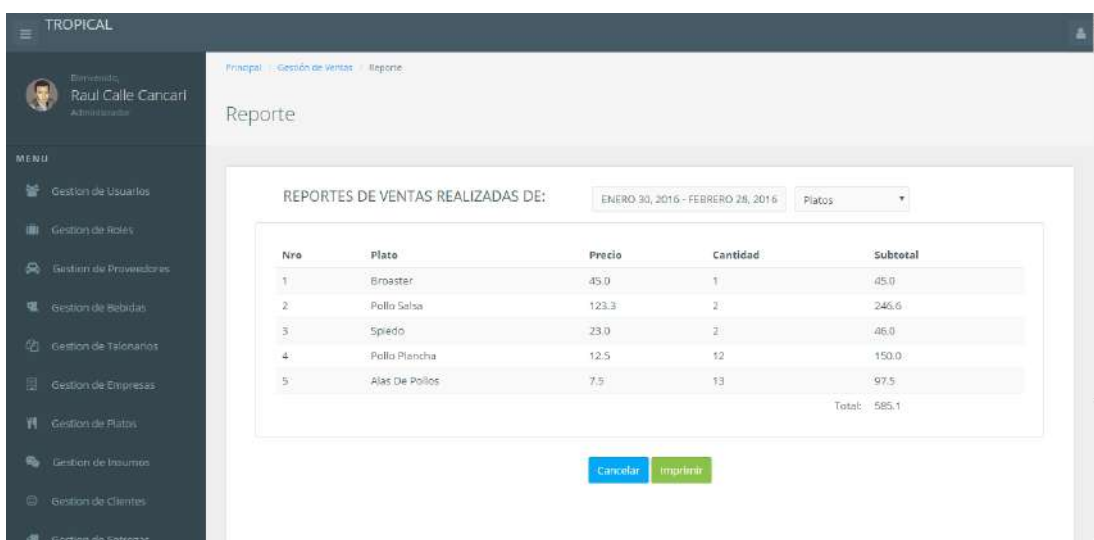 TROPICAL
Bienvenido,
Raul Calle Cancari
Administrador
MENU
Gestion de Usuarios
Gestion de Roles
Gestion de Proveedores
Gestion de Bebidas
Gestion de Talonarios
Gestion de Empresas
Gestion de Platos
Gestion de Insumos
Gestion de Clientes
Gestion de Entregas
Principal / Gestión de Ventas / Reporte
Reporte
REPORTES DE VENTAS REALIZADAS DE: ENERO 30, 2016 - FEBRERO 28, 2016 Platos
Nro Plato Precio Cantidad Subtotal
1 Broaster 45.0 1 45.0
2 Pollo Salsa 123.3 2 246.6
3 Spiedo 23.0 2 46.0
4 Pollo Plancha 12.5 12 150.0
5 Alas De Pollos 7.5 13 97.5
Total: 585.1
Cancelar Imprimir